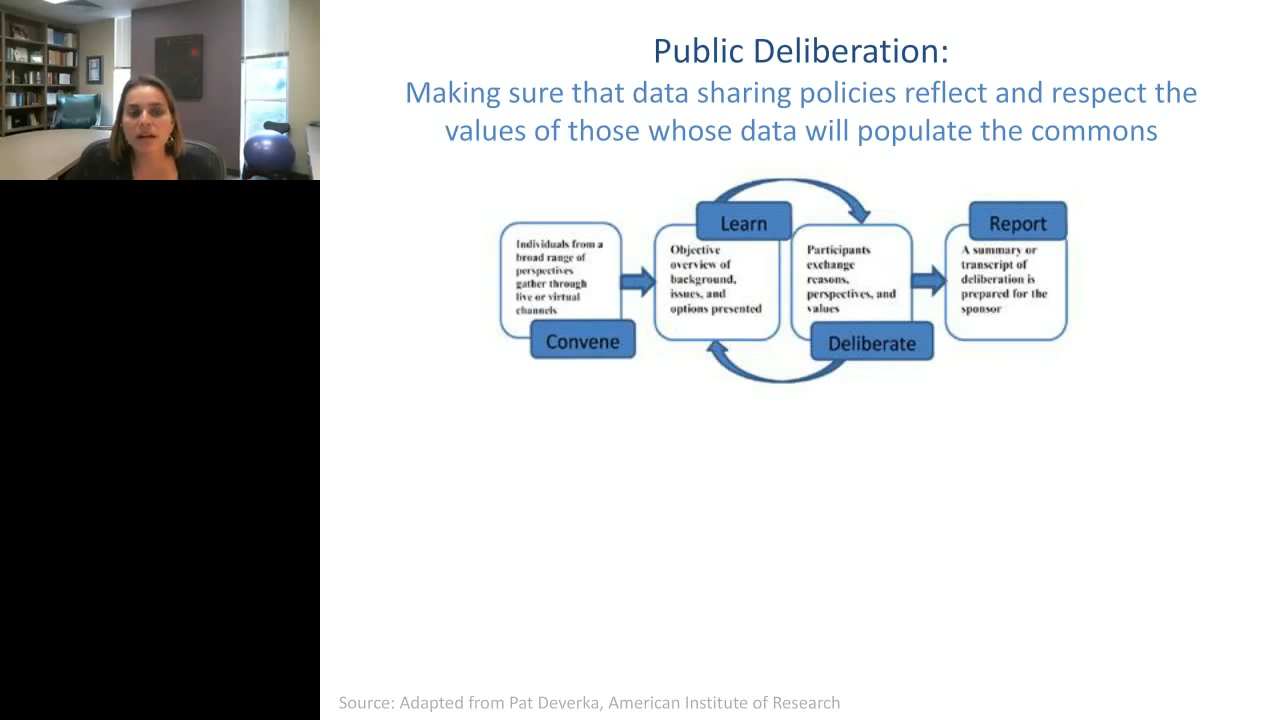 Public Deliberation:
Making sure that data sharing policies reflect and respect the
values of those whose data will populate the commons
Individuals from a
broad range of
perspectives
gather through
live or virtual
channels
Convene
Learn
Objective
overview of
background,
issues, and
options presented
Participants
exchange
reasons,
perspectives, and
values
Deliberate
Report
A summary or
transcript of
deliberation is
prepared for the
sponsor
Source: Adapted from Pat Deverka, American Institute of Research